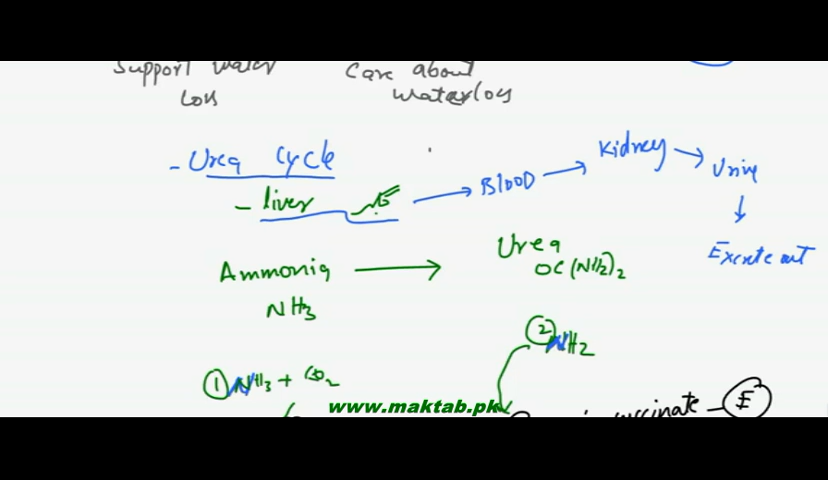 Support water
Loss
Care about
Waterloss
- Urea Cycle
- liver
Blood
Kidney
Urine
Excrete out
Ammonia
NH3
Urea
OC(NH2)2
① NH3 + CO2
② NH2
www.maktab.pk
succinate - E